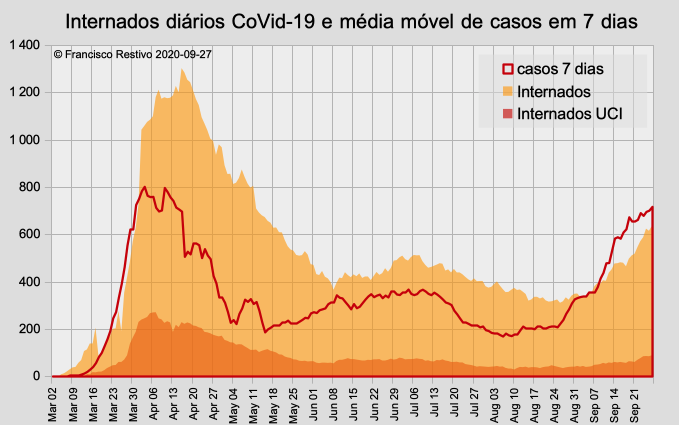 Internados diários CoVid-19 e média móvel de casos em 7 dias
© Francisco Restivo 2020-09-27
casos 7 dias
Internados
Internados UCI
1 400
1 200
1 000
800
600
400
200
0
Mar 02
Mar 09
Mar 16
Mar 23
Mar 30
Apr 06
Apr 13
Apr 20
Apr 27
May 04
May 11
May 18
May 25
Jun 01
Jun 08
Jun 15
Jun 22
Jun 29
Jul 06
Jul 13
Jul 20
Jul 27
Aug 03
Aug 10
Aug 17
Aug 24
Aug 31
Sep 07
Sep 14
Sep 21